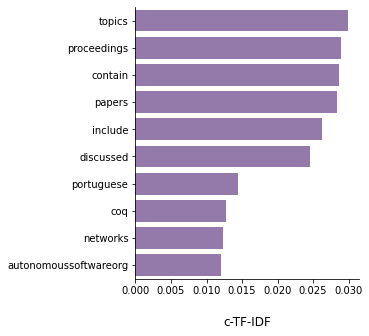 topics
proceedings
contain
papers
include
discussed
portuguese
coq
networks
autonomoussoftwareorg
0.000 0.005 0.010 0.015 0.020 0.025 0.030
c-TF-IDF